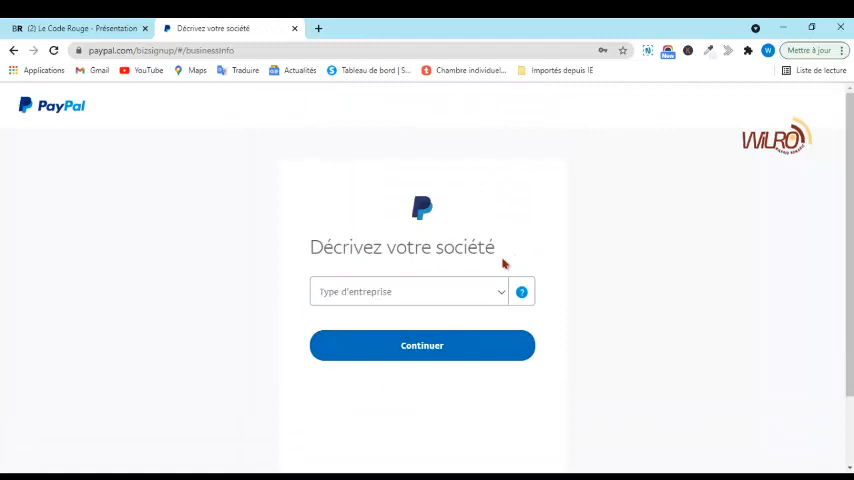 BR (2) Le Code Rouge - Présentation
Décrivez votre société
paypal.com/bizsignup/#/businessInfo
New
W
Mettre à jour
Applications
Gmail
YouTube
Maps
Traduire
Actualités
Tableau de bord | S...
Chambre individuel...
Importés depuis IE
Liste de lecture
PayPal
WiLRO
Décrivez votre société
Type d'entreprise
?
Continuer